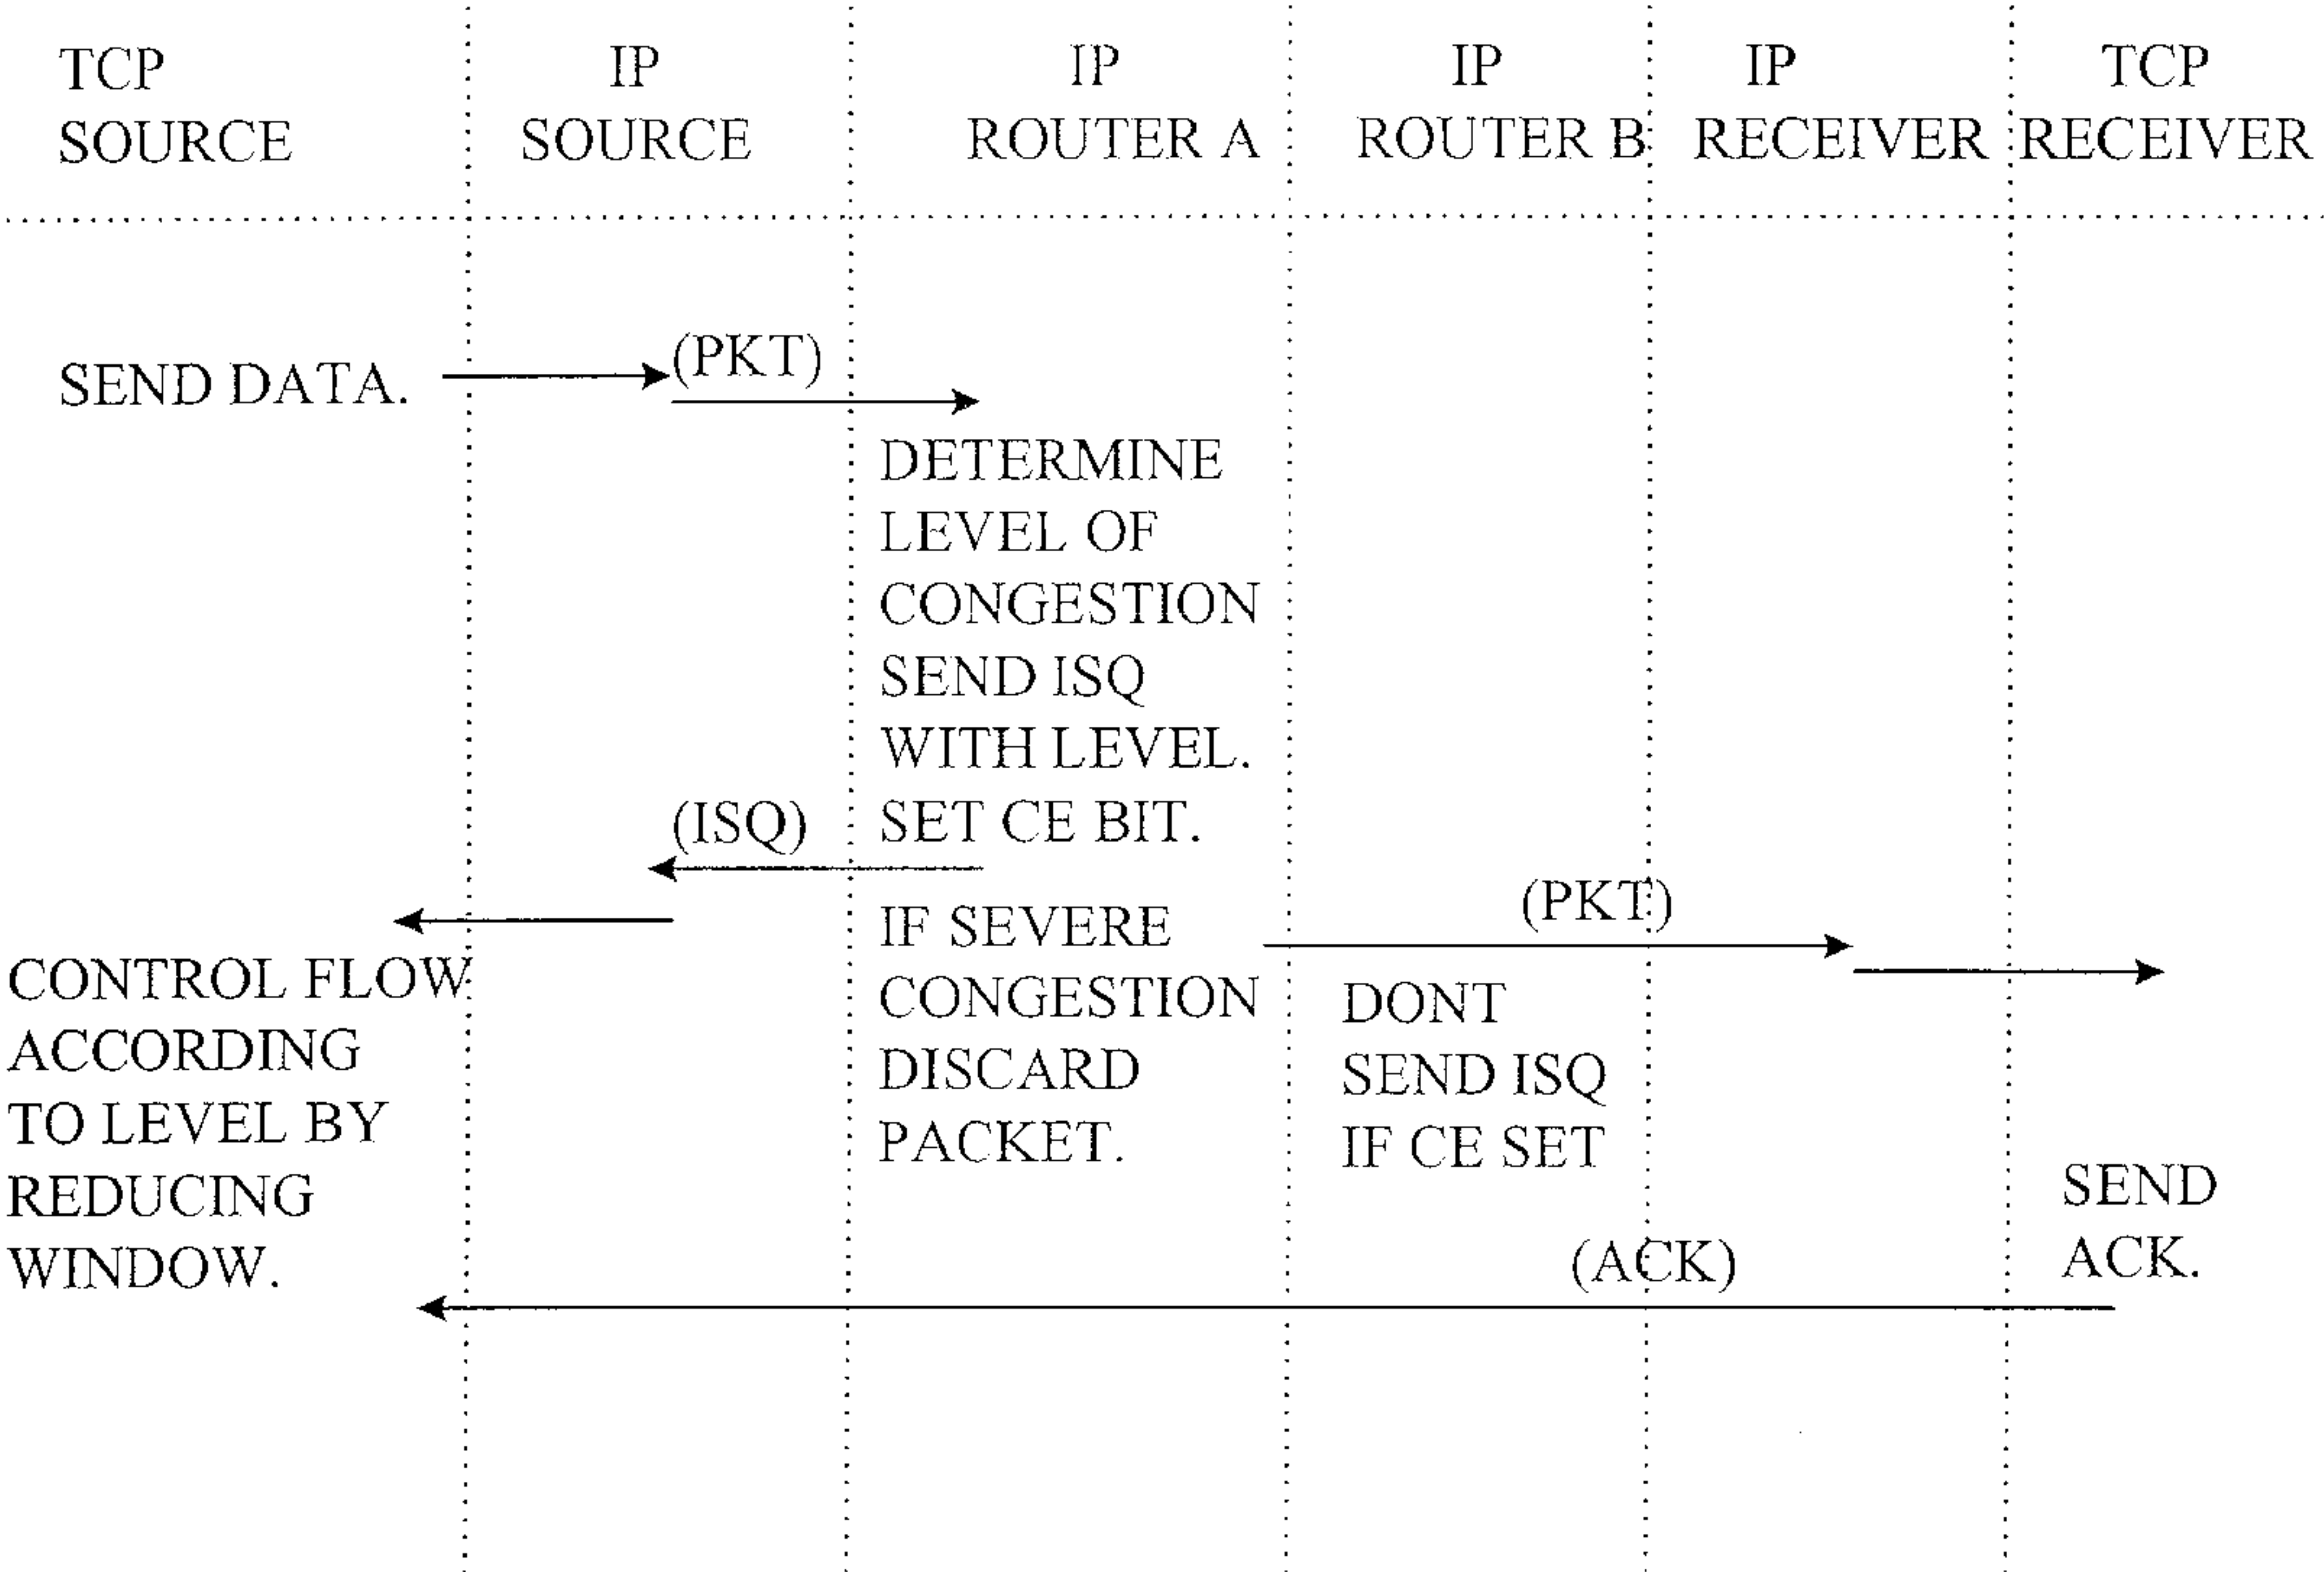 TCP
SOURCE
IP
SOURCE
IP
ROUTER A
IP
ROUTER B
IP
RECEIVER
TCP
RECEIVER
SEND DATA.
(PKT)
DETERMINE
LEVEL OF
CONGESTION
SEND ISQ
WITH LEVEL.
SET CE BIT.
(ISQ)
IF SEVERE
CONGESTION
DISCARD
PACKET.
(PKT)
DONT
SEND ISQ
IF CE SET
CONTROL FLOW
ACCORDING
TO LEVEL BY
REDUCING
WINDOW.
SEND
ACK.
(ACK)